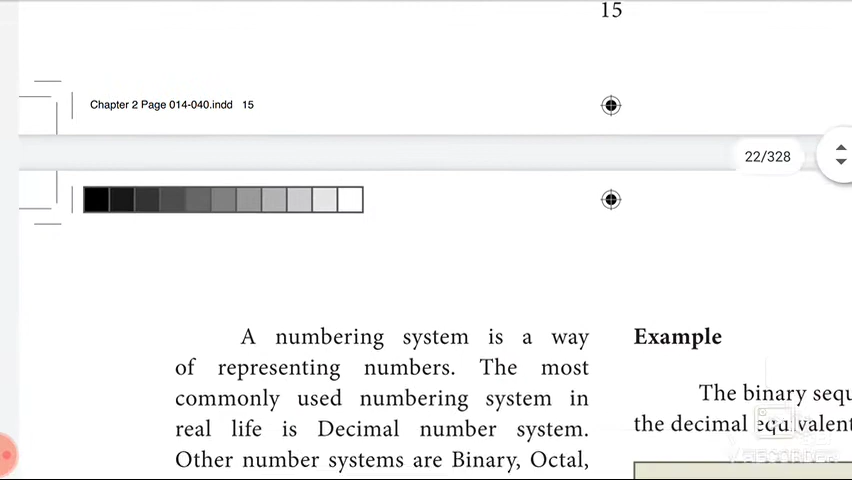 15
Chapter 2 Page 014-040.indd 15
22/328
A numbering system is a way
of representing numbers. The most
commonly used numbering system in
real life is Decimal number system.
Other number systems are Binary, Octal,
Example
The binary sequ
the decimal equivalent
RECORDER